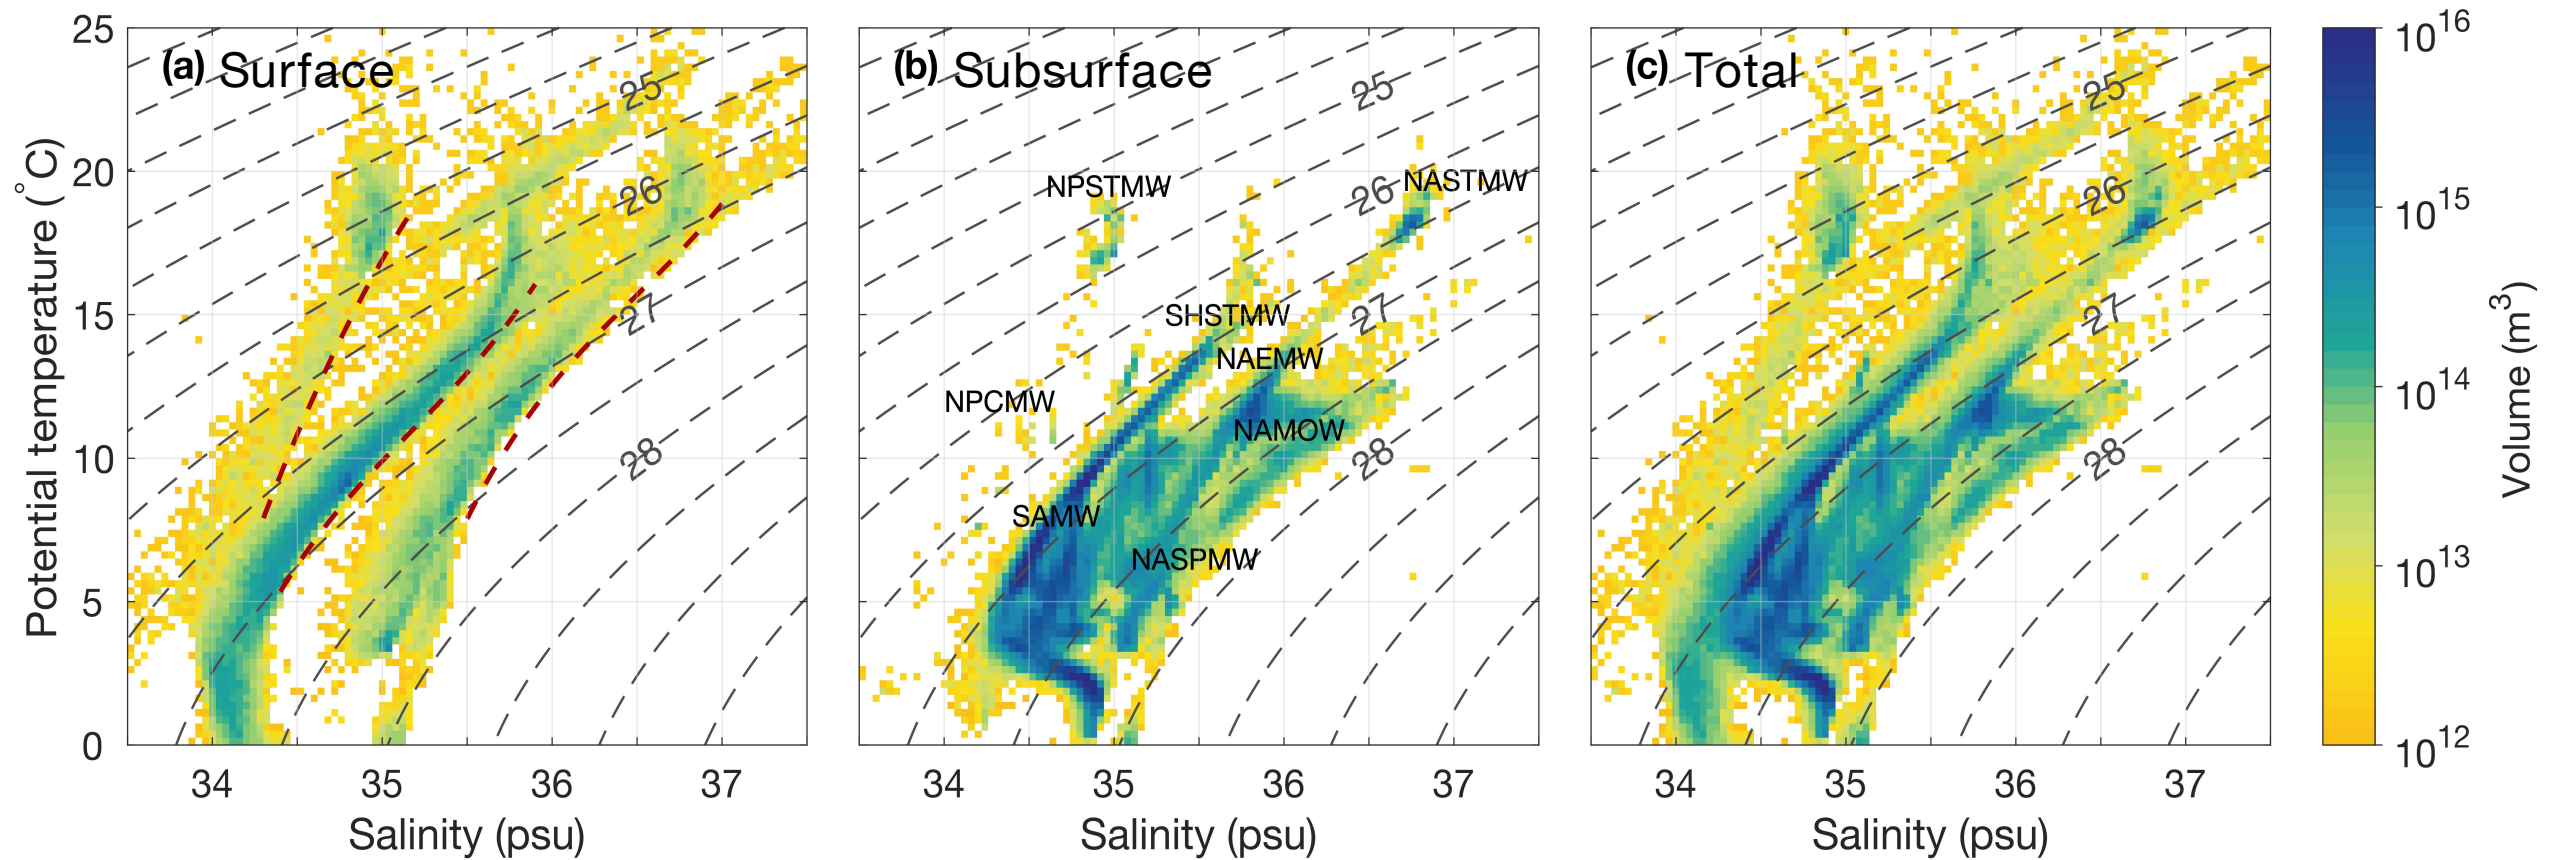 (a) Surface
(b) Subsurface
(c) Total
25
20
15
10
5
0
Potential temperature (°C)
25
26
27
28
34
35
36
37
Salinity (psu)
25
26
27
28
NPSTMW
NASTMW
SHSTMW
NAEMW
NPCMW
NAMOW
SAMW
NASPMW
34
35
36
37
Salinity (psu)
25
26
27
28
34
35
36
37
Salinity (psu)
10^16
10^15
10^14
10^13
10^12
Volume (m^3)